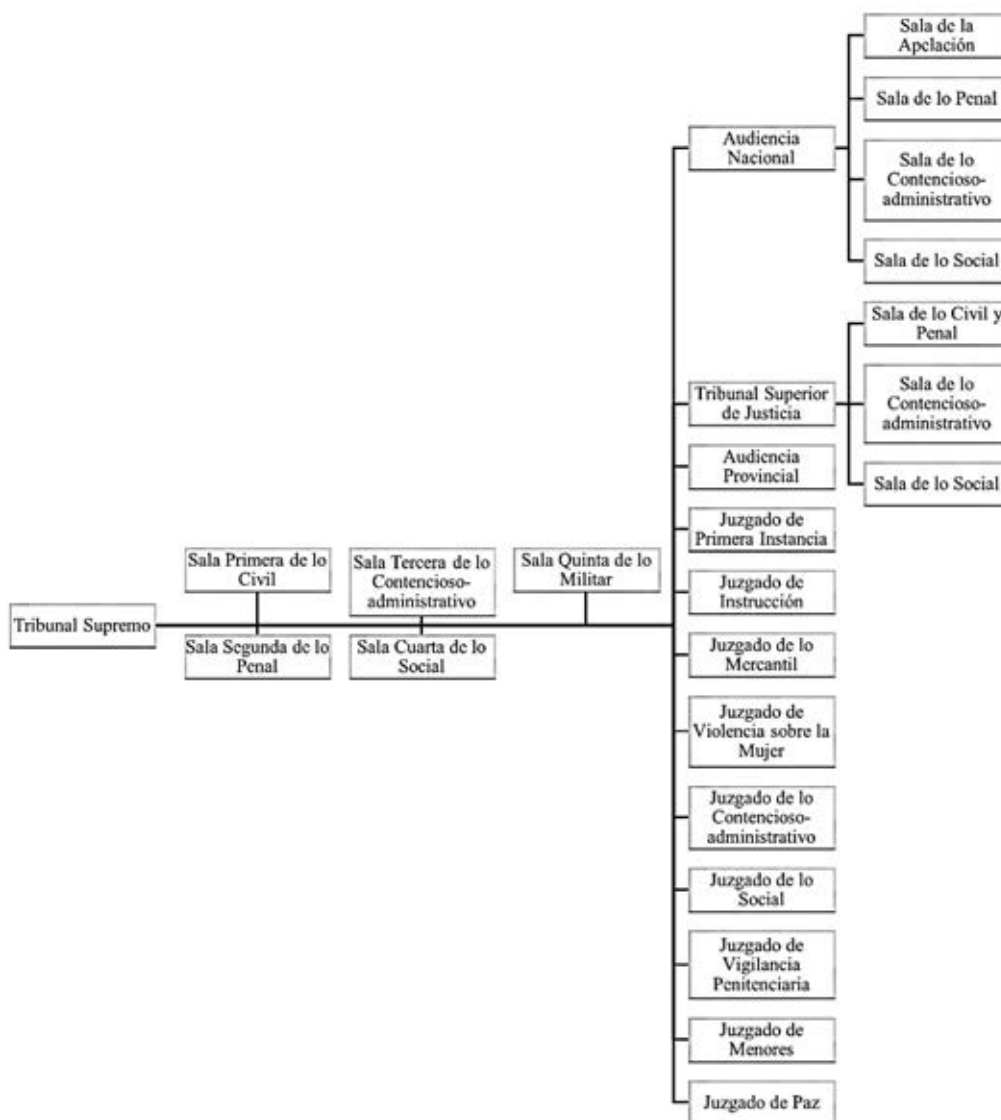 Sala de la
Apelación
Sala de lo Penal
Audiencia
Nacional
Sala de lo
Contencioso-
administrativo
Sala de lo Social
Sala de lo Civil y
Penal
Tribunal Superior
de Justicia
Sala de lo
Contencioso-
administrativo
Sala de lo Social
Audiencia
Provincial
Juzgado de
Primera Instancia
Sala Primera de lo
Civil
Sala Tercera de lo
Contencioso-
administrativo
Sala Quinta de lo
Militar
Juzgado de
Instrucción
Tribunal Supremo
Sala Segunda de lo
Penal
Sala Cuarta de lo
Social
Juzgado de lo
Mercantil
Juzgado de
Violencia sobre la
Mujer
Juzgado de lo
Contencioso-
administrativo
Juzgado de lo
Social
Juzgado de
Vigilancia
Penitenciaria
Juzgado de
Menores
Juzgado de Paz